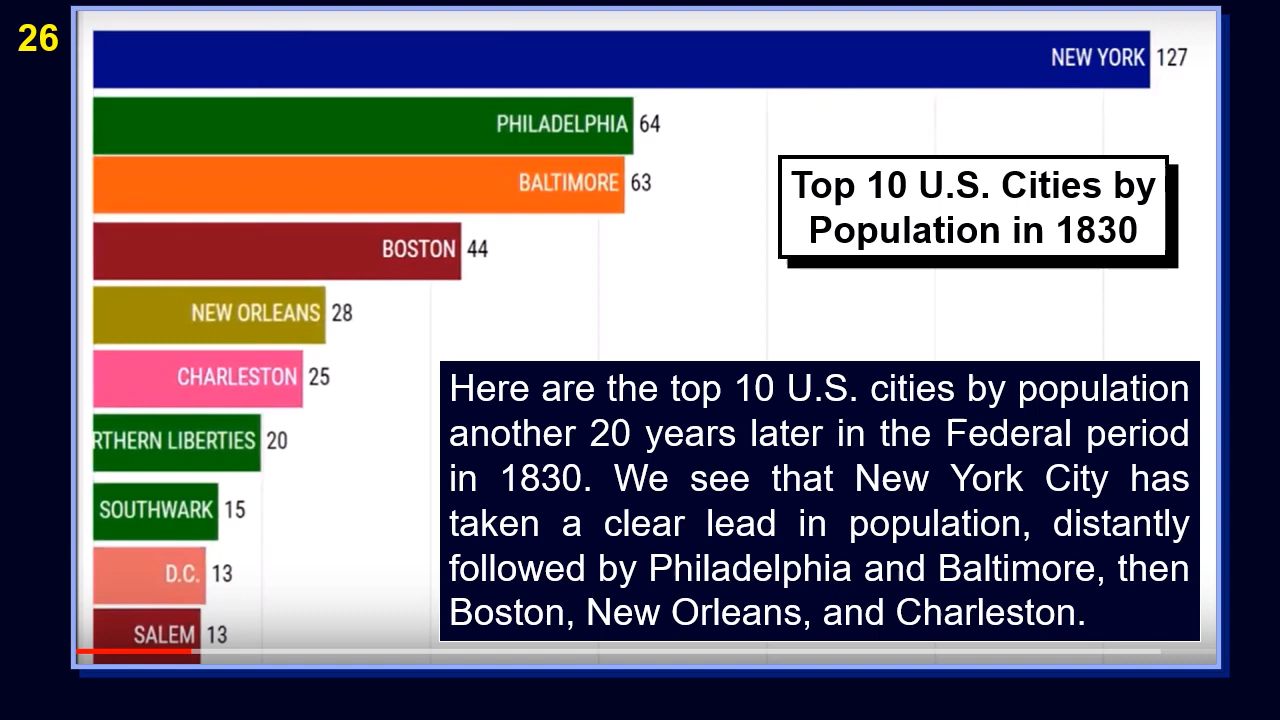 26
NEW YORK 127
PHILADELPHIA 64
BALTIMORE 63
BOSTON 44
NEW ORLEANS 28
CHARLESTON 25
RTHERN LIBERTIES 20
SOUTHWARK 15
D.C. 13
SALEM 13
Top 10 U.S. Cities by
Population in 1830
Here are the top 10 U.S. cities by population
another 20 years later in the Federal period
in 1830. We see that New York City has
taken a clear lead in population, distantly
followed by Philadelphia and Baltimore, then
Boston, New Orleans, and Charleston.